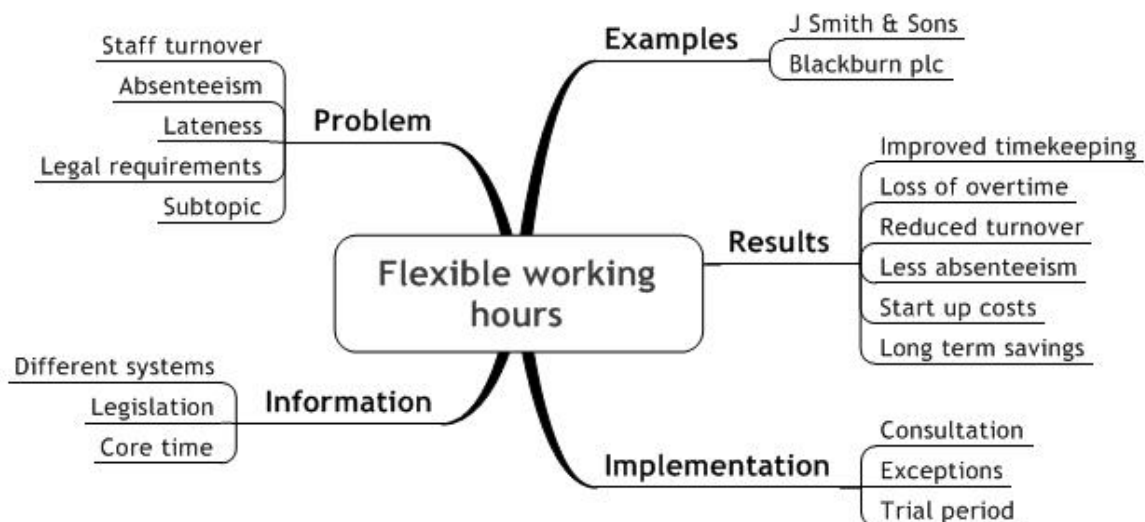 Flexible working
hours
Problem
Staff turnover
Absenteeism
Lateness
Legal requirements
Subtopic
Information
Different systems
Legislation
Core time
Examples
J Smith & Sons
Blackburn plc
Results
Improved timekeeping
Loss of overtime
Reduced turnover
Less absenteeism
Start up costs
Long term savings
Implementation
Consultation
Exceptions
Trial period